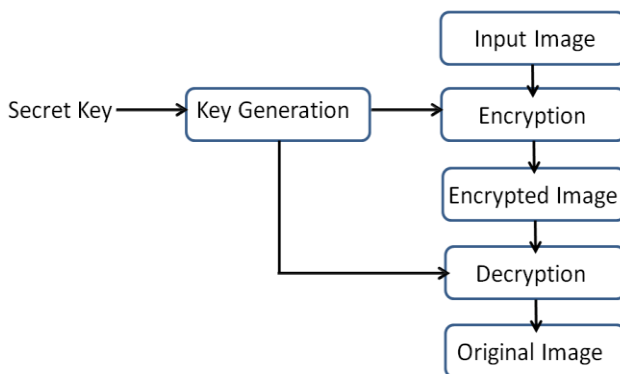 Input Image
Secret Key
Key Generation
Encryption
Encrypted Image
Decryption
Original Image